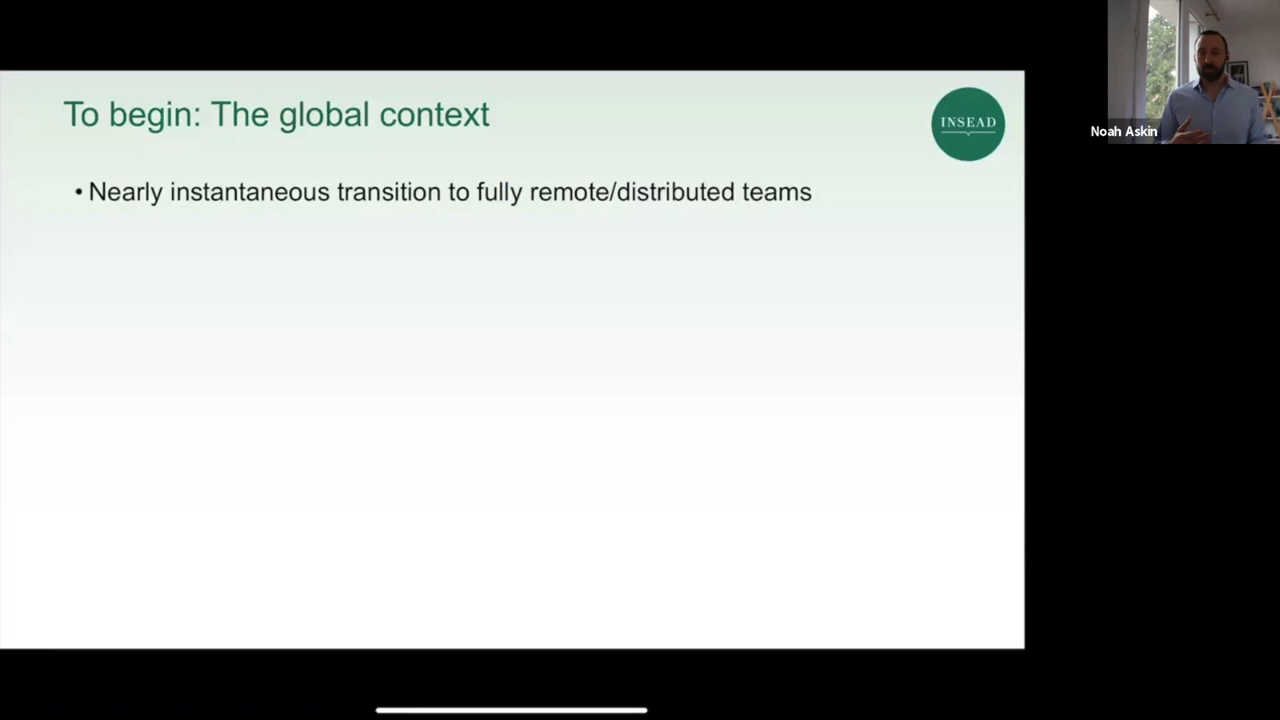 To begin: The global context
INSEAD
• Nearly instantaneous transition to fully remote/distributed teams
Noah Askin